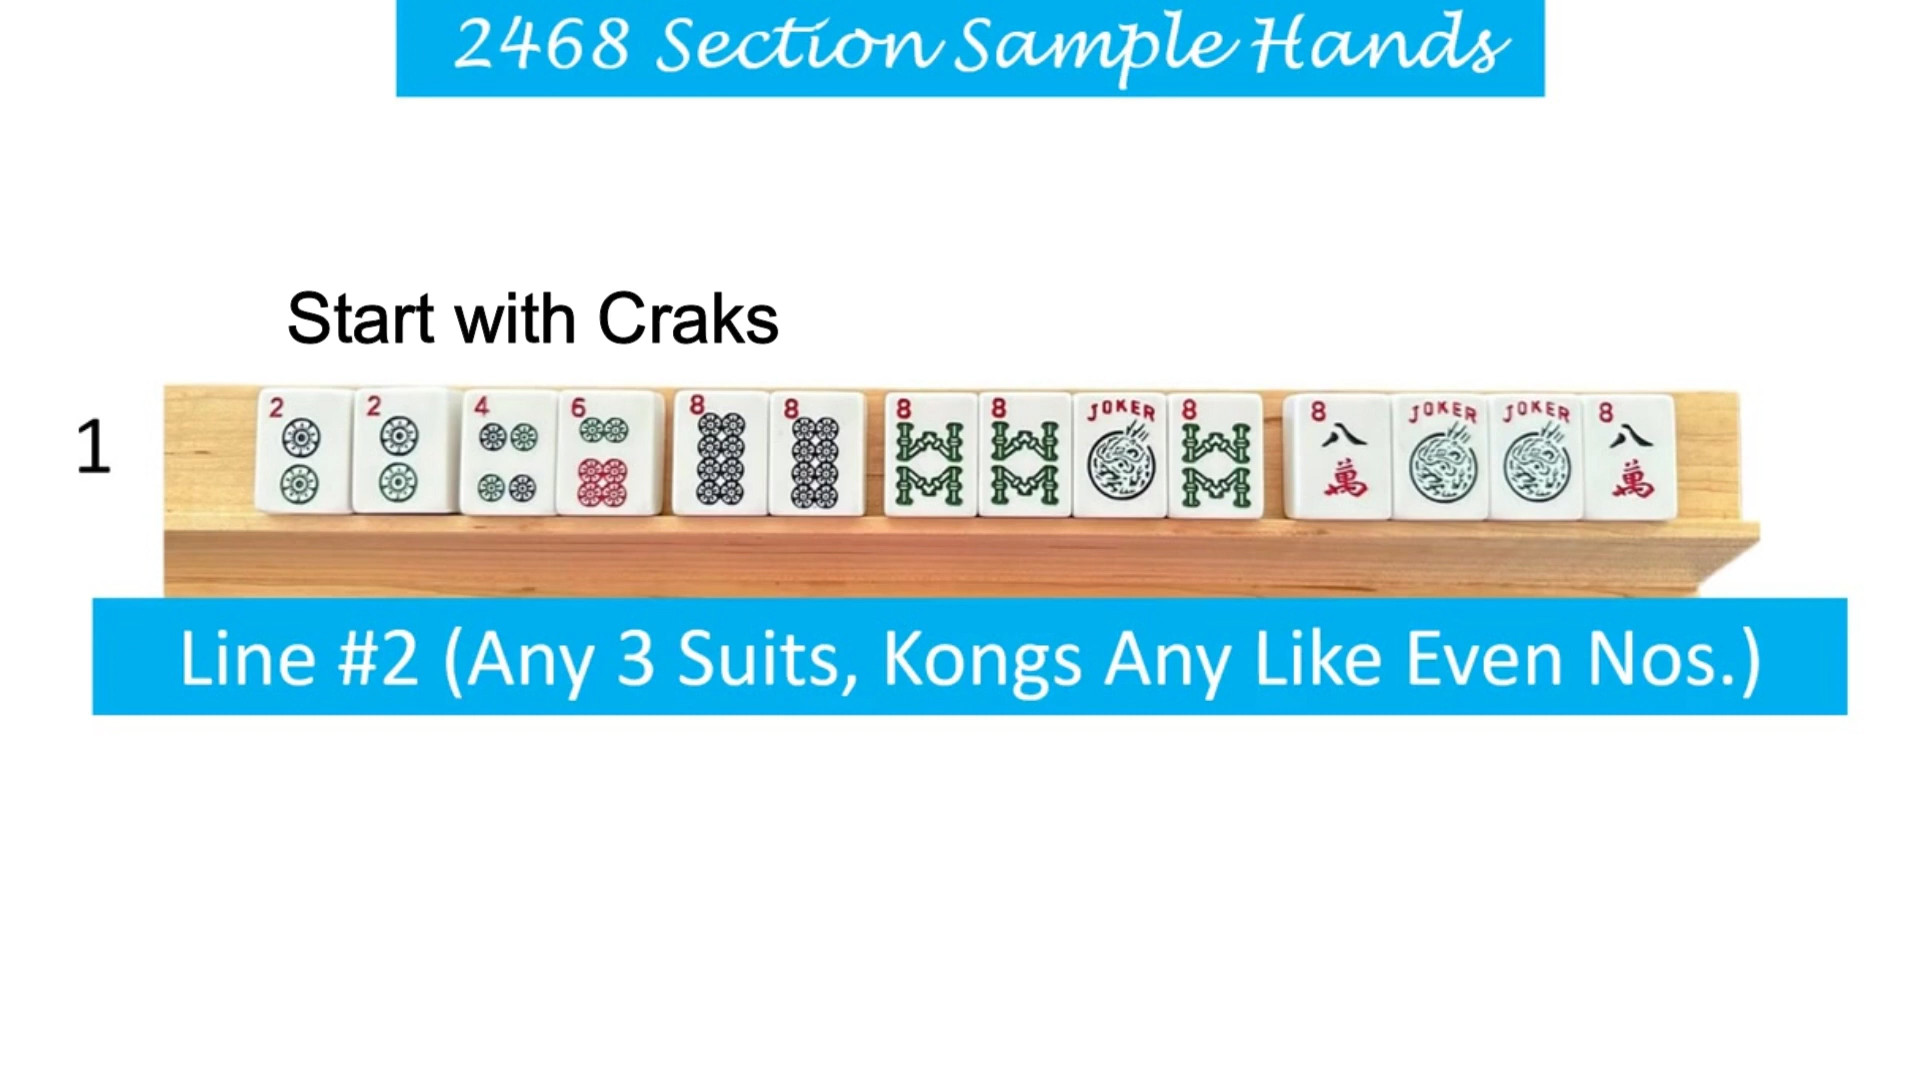 2468 Section Sample Hands
Start with Craks
1
2 2 4 6 8 8 8 8 JOKER 8 8 JOKER JOKER 8
八 八
萬 萬
Line #2 (Any 3 Suits, Kongs Any Like Even Nos.)